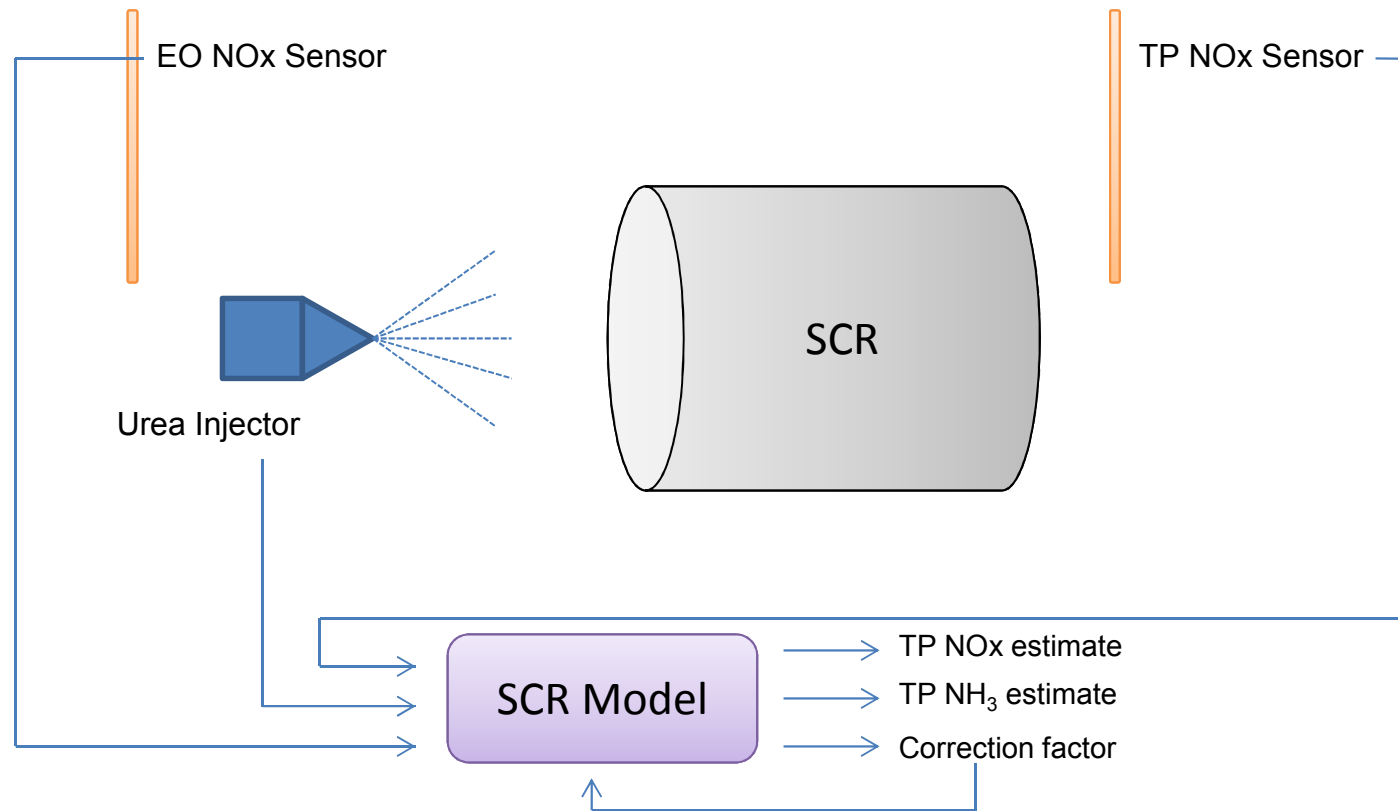 EO NOx Sensor
TP NOx Sensor
SCR
Urea Injector
SCR Model
TP NOx estimate
TP NH₃ estimate
Correction factor